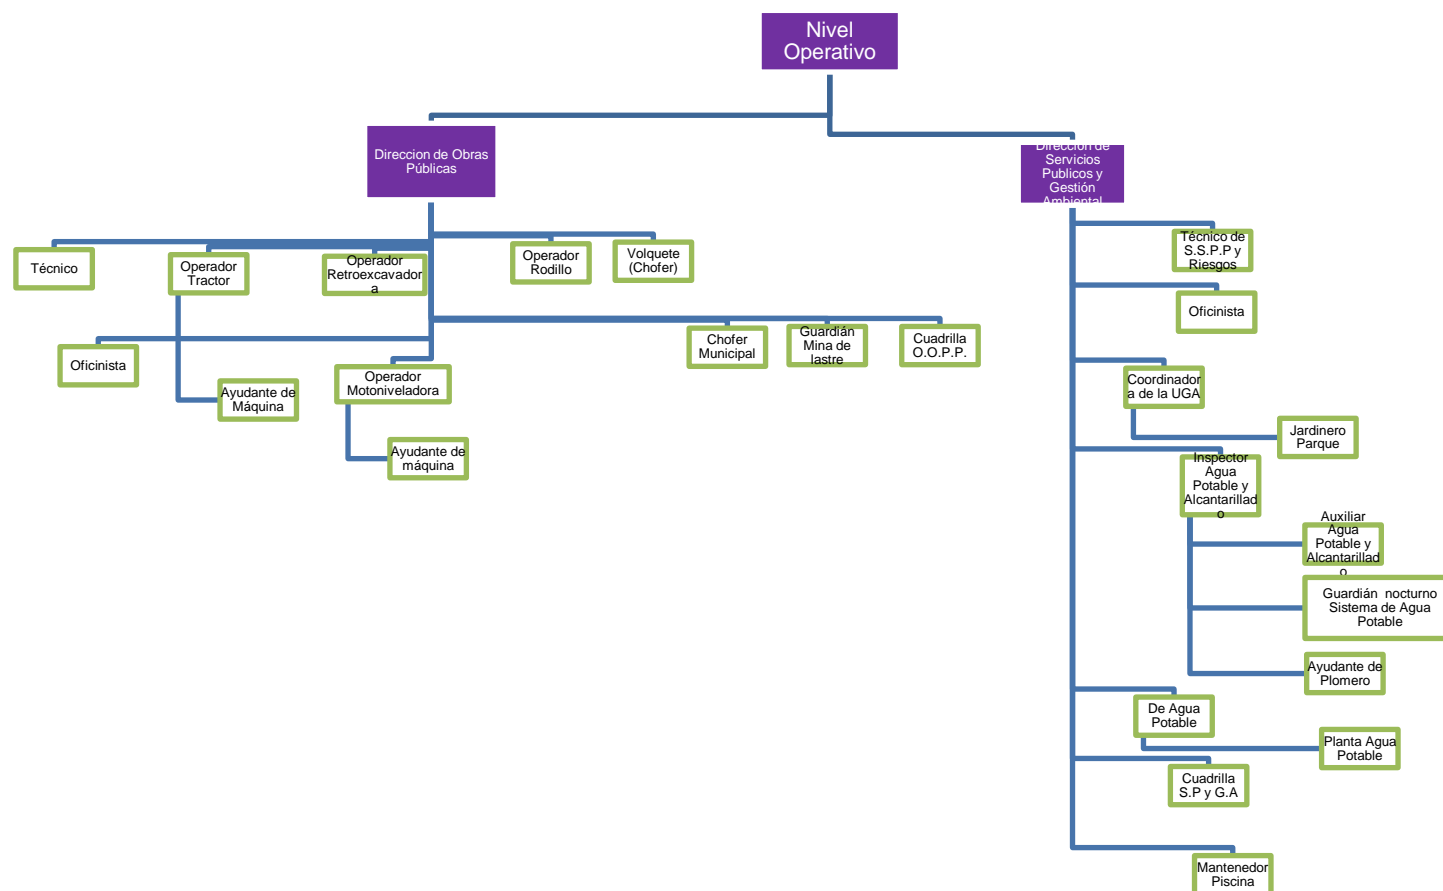 Nivel
Operativo
Direccion de Obras
Públicas
Direccion de
Servicios
Publicos y
Gestión
Ambiental
Técnico
Operador
Tractor
Operador
Retroexcavador
a
Operador
Rodillo
Volquete
(Chofer)
Oficinista
Ayudante de
Máquina
Operador
Motoniveladora
Ayudante de
máquina
Chofer
Municipal
Guardián
Mina de
lastre
Cuadrilla
O.O.P.P.
Técnico de
S.S.P.P y
Riesgos
Oficinista
Coordinador
a de la UGA
Jardinero
Parque
Inspector
Agua
Potable y
Alcantarillad
o
Auxiliar
Agua
Potable y
Alcantarillad
o
Guardián nocturno
Sistema de Agua
Potable
Ayudante de
Plomero
De Agua
Potable
Planta Agua
Potable
Cuadrilla
S.P y G.A
Mantenedor
Piscina